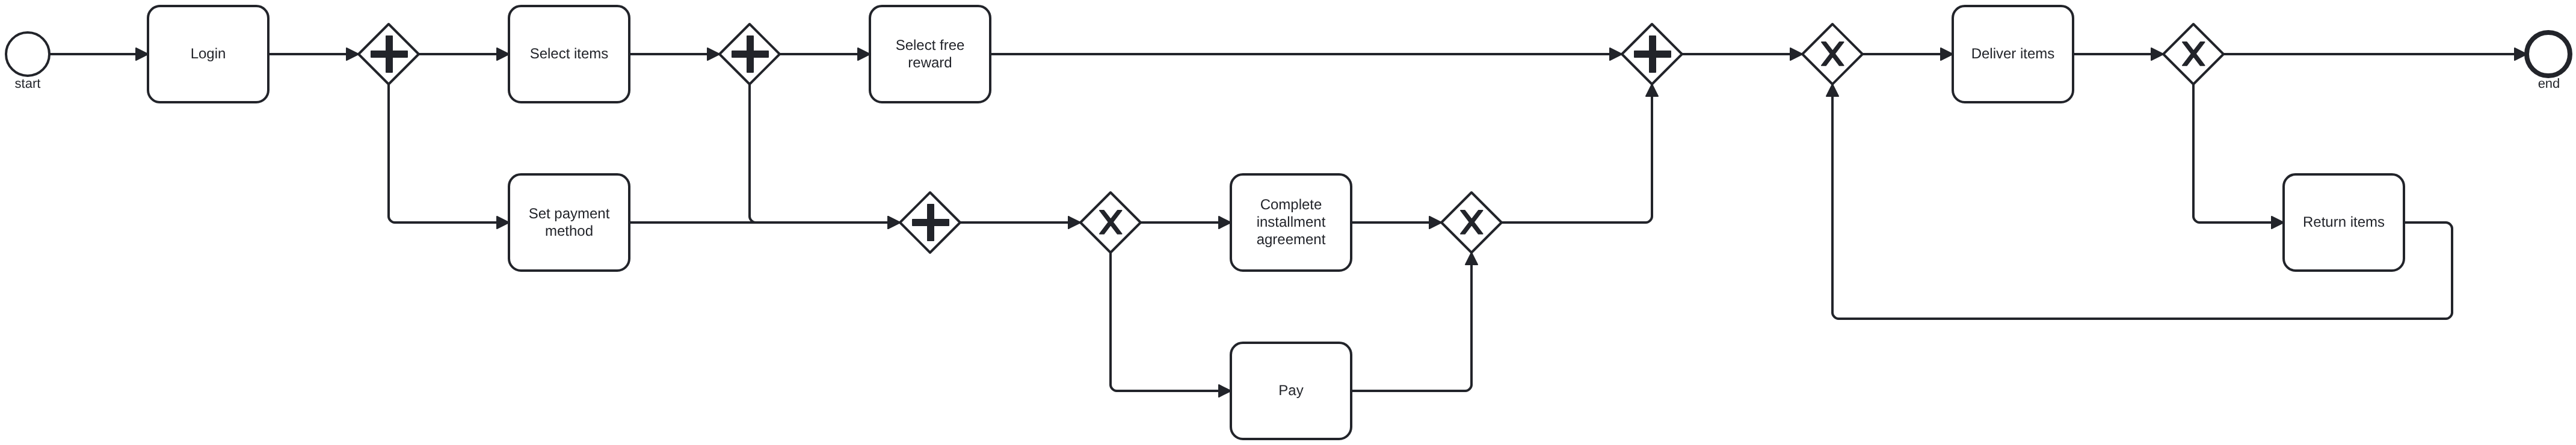 start
Login
Select items
Select free
reward
Deliver items
end
Set payment
method
Complete
installment
agreement
Return items
Pay